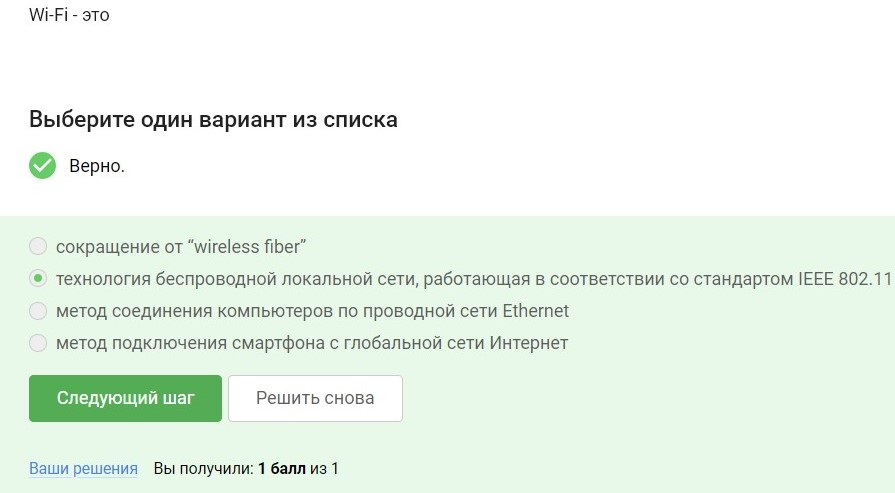 Wi-Fi - это
Выберите один вариант из списка
Верно.
сокращение от “wireless fiber”
технология беспроводной локальной сети, работающая в соответствии со стандартом IEEE 802.11
метод соединения компьютеров по проводной сети Ethernet
метод подключения смартфона с глобальной сети Интернет
Следующий шаг Решить снова
Ваши решения Вы получили: 1 балл из 1